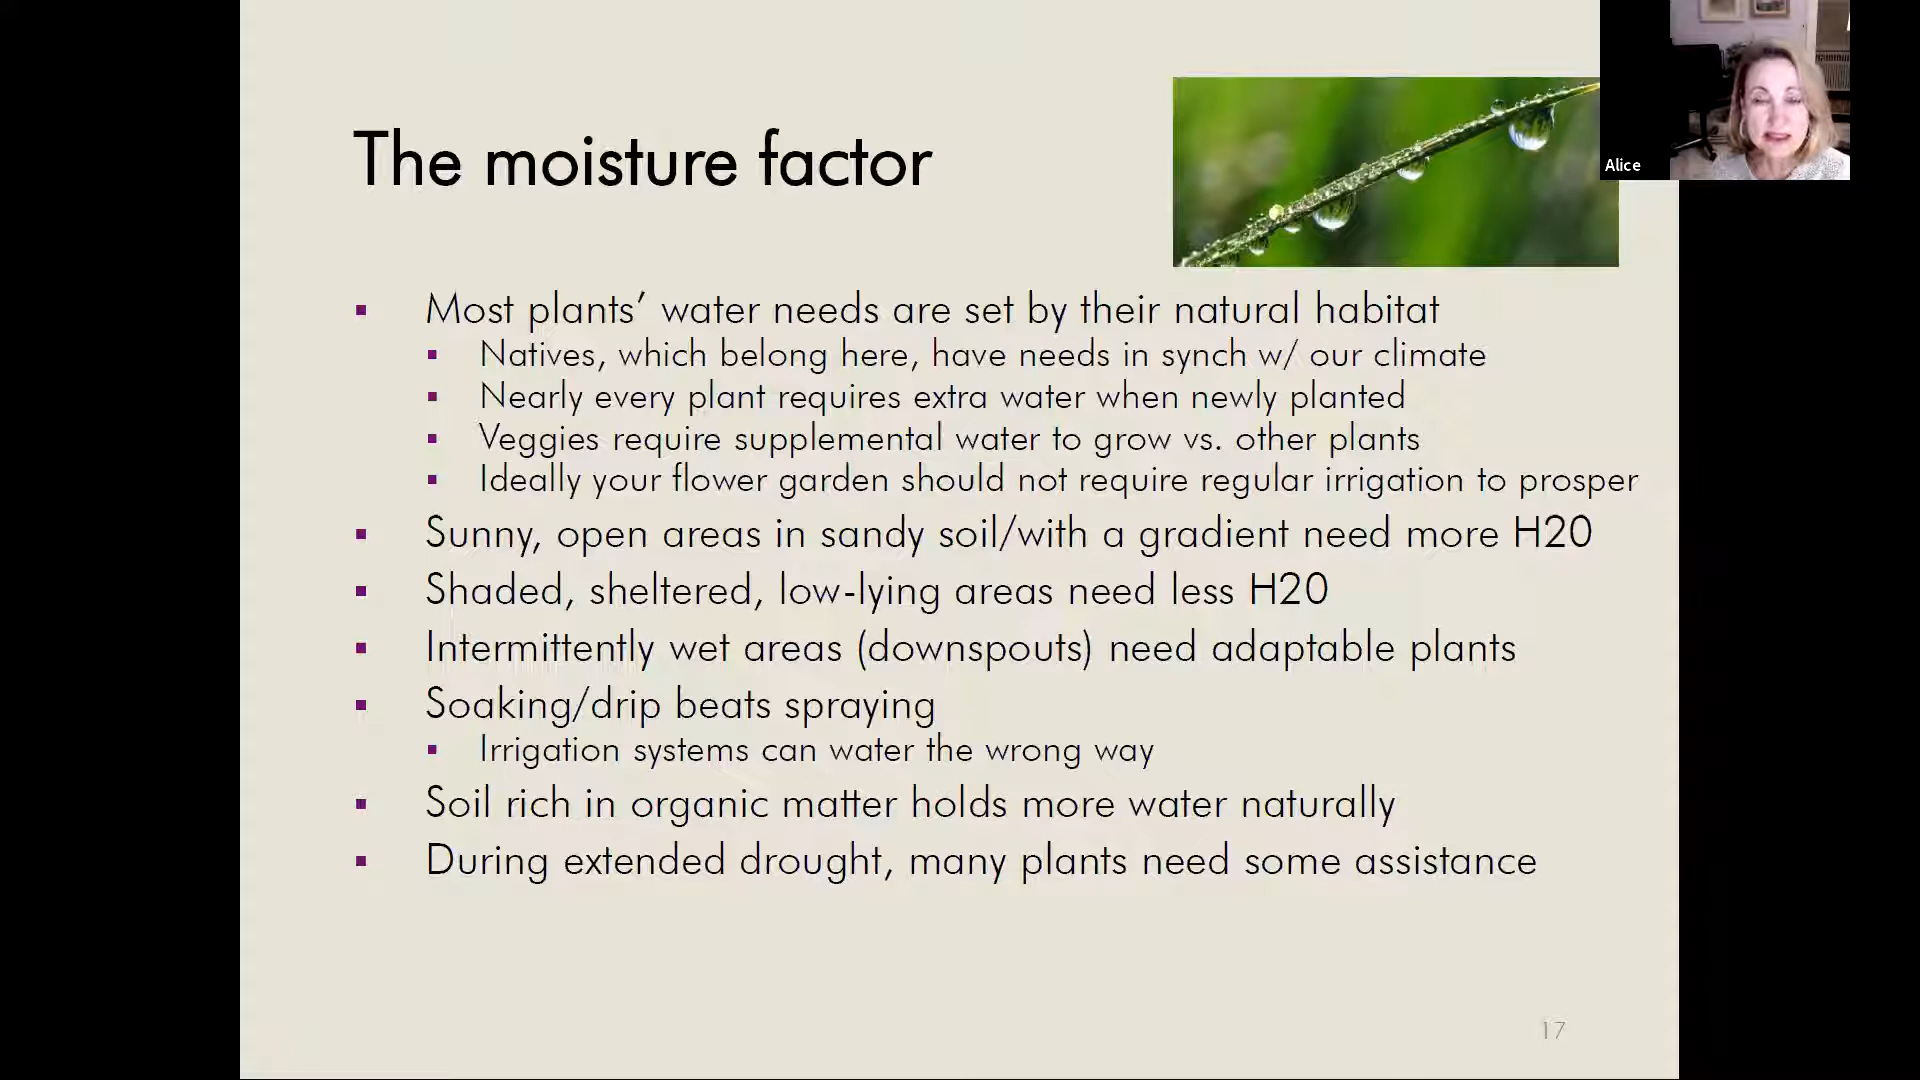 The moisture factor
Alice
Most plants’ water needs are set by their natural habitat
Natives, which belong here, have needs in synch w/ our climate
Nearly every plant requires extra water when newly planted
Veggies require supplemental water to grow vs. other plants
Ideally your flower garden should not require regular irrigation to prosper
Sunny, open areas in sandy soil/with a gradient need more H20
Shaded, sheltered, low-lying areas need less H20
Intermittently wet areas (downspouts) need adaptable plants
Soaking/drip beats spraying
Irrigation systems can water the wrong way
Soil rich in organic matter holds more water naturally
During extended drought, many plants need some assistance
17